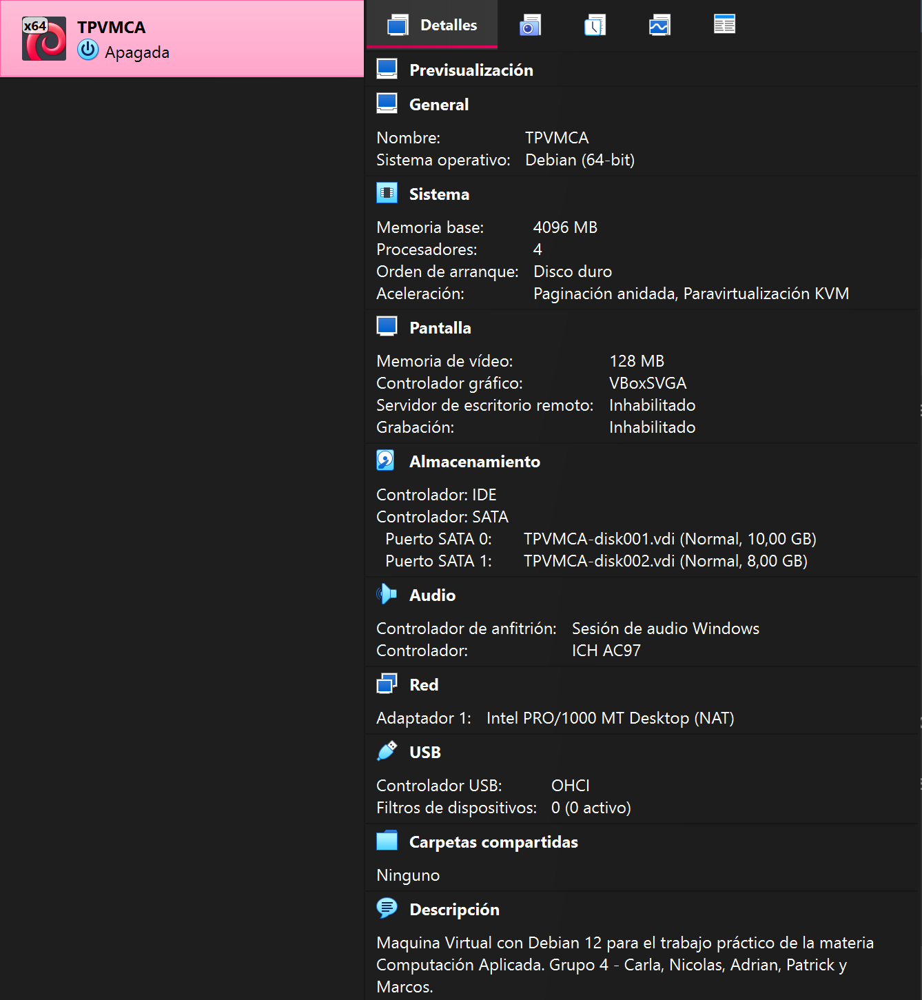 x64
TPVMCA
Apagada
Detalles
Previsualización
General
Nombre: TPVMCA
Sistema operativo: Debian (64-bit)
Sistema
Memoria base: 4096 MB
Procesadores: 4
Orden de arranque: Disco duro
Aceleración: Paginación anidada, Paravirtualización KVM
Pantalla
Memoria de vídeo: 128 MB
Controlador gráfico: VBoxSVGA
Servidor de escritorio remoto: Inhabilitado
Grabación: Inhabilitado
Almacenamiento
Controlador: IDE
Controlador: SATA
Puerto SATA 0: TPVMCA-disk001.vdi (Normal, 10,00 GB)
Puerto SATA 1: TPVMCA-disk002.vdi (Normal, 8,00 GB)
Audio
Controlador de anfitrión: Sesión de audio Windows
Controlador: ICH AC97
Red
Adaptador 1: Intel PRO/1000 MT Desktop (NAT)
USB
Controlador USB: OHCI
Filtros de dispositivos: 0 (0 activo)
Carpetas compartidas
Ninguno
Descripción
Maquina Virtual con Debian 12 para el trabajo práctico de la materia
Computación Aplicada. Grupo 4 - Carla, Nicolas, Adrian, Patrick y
Marcos.